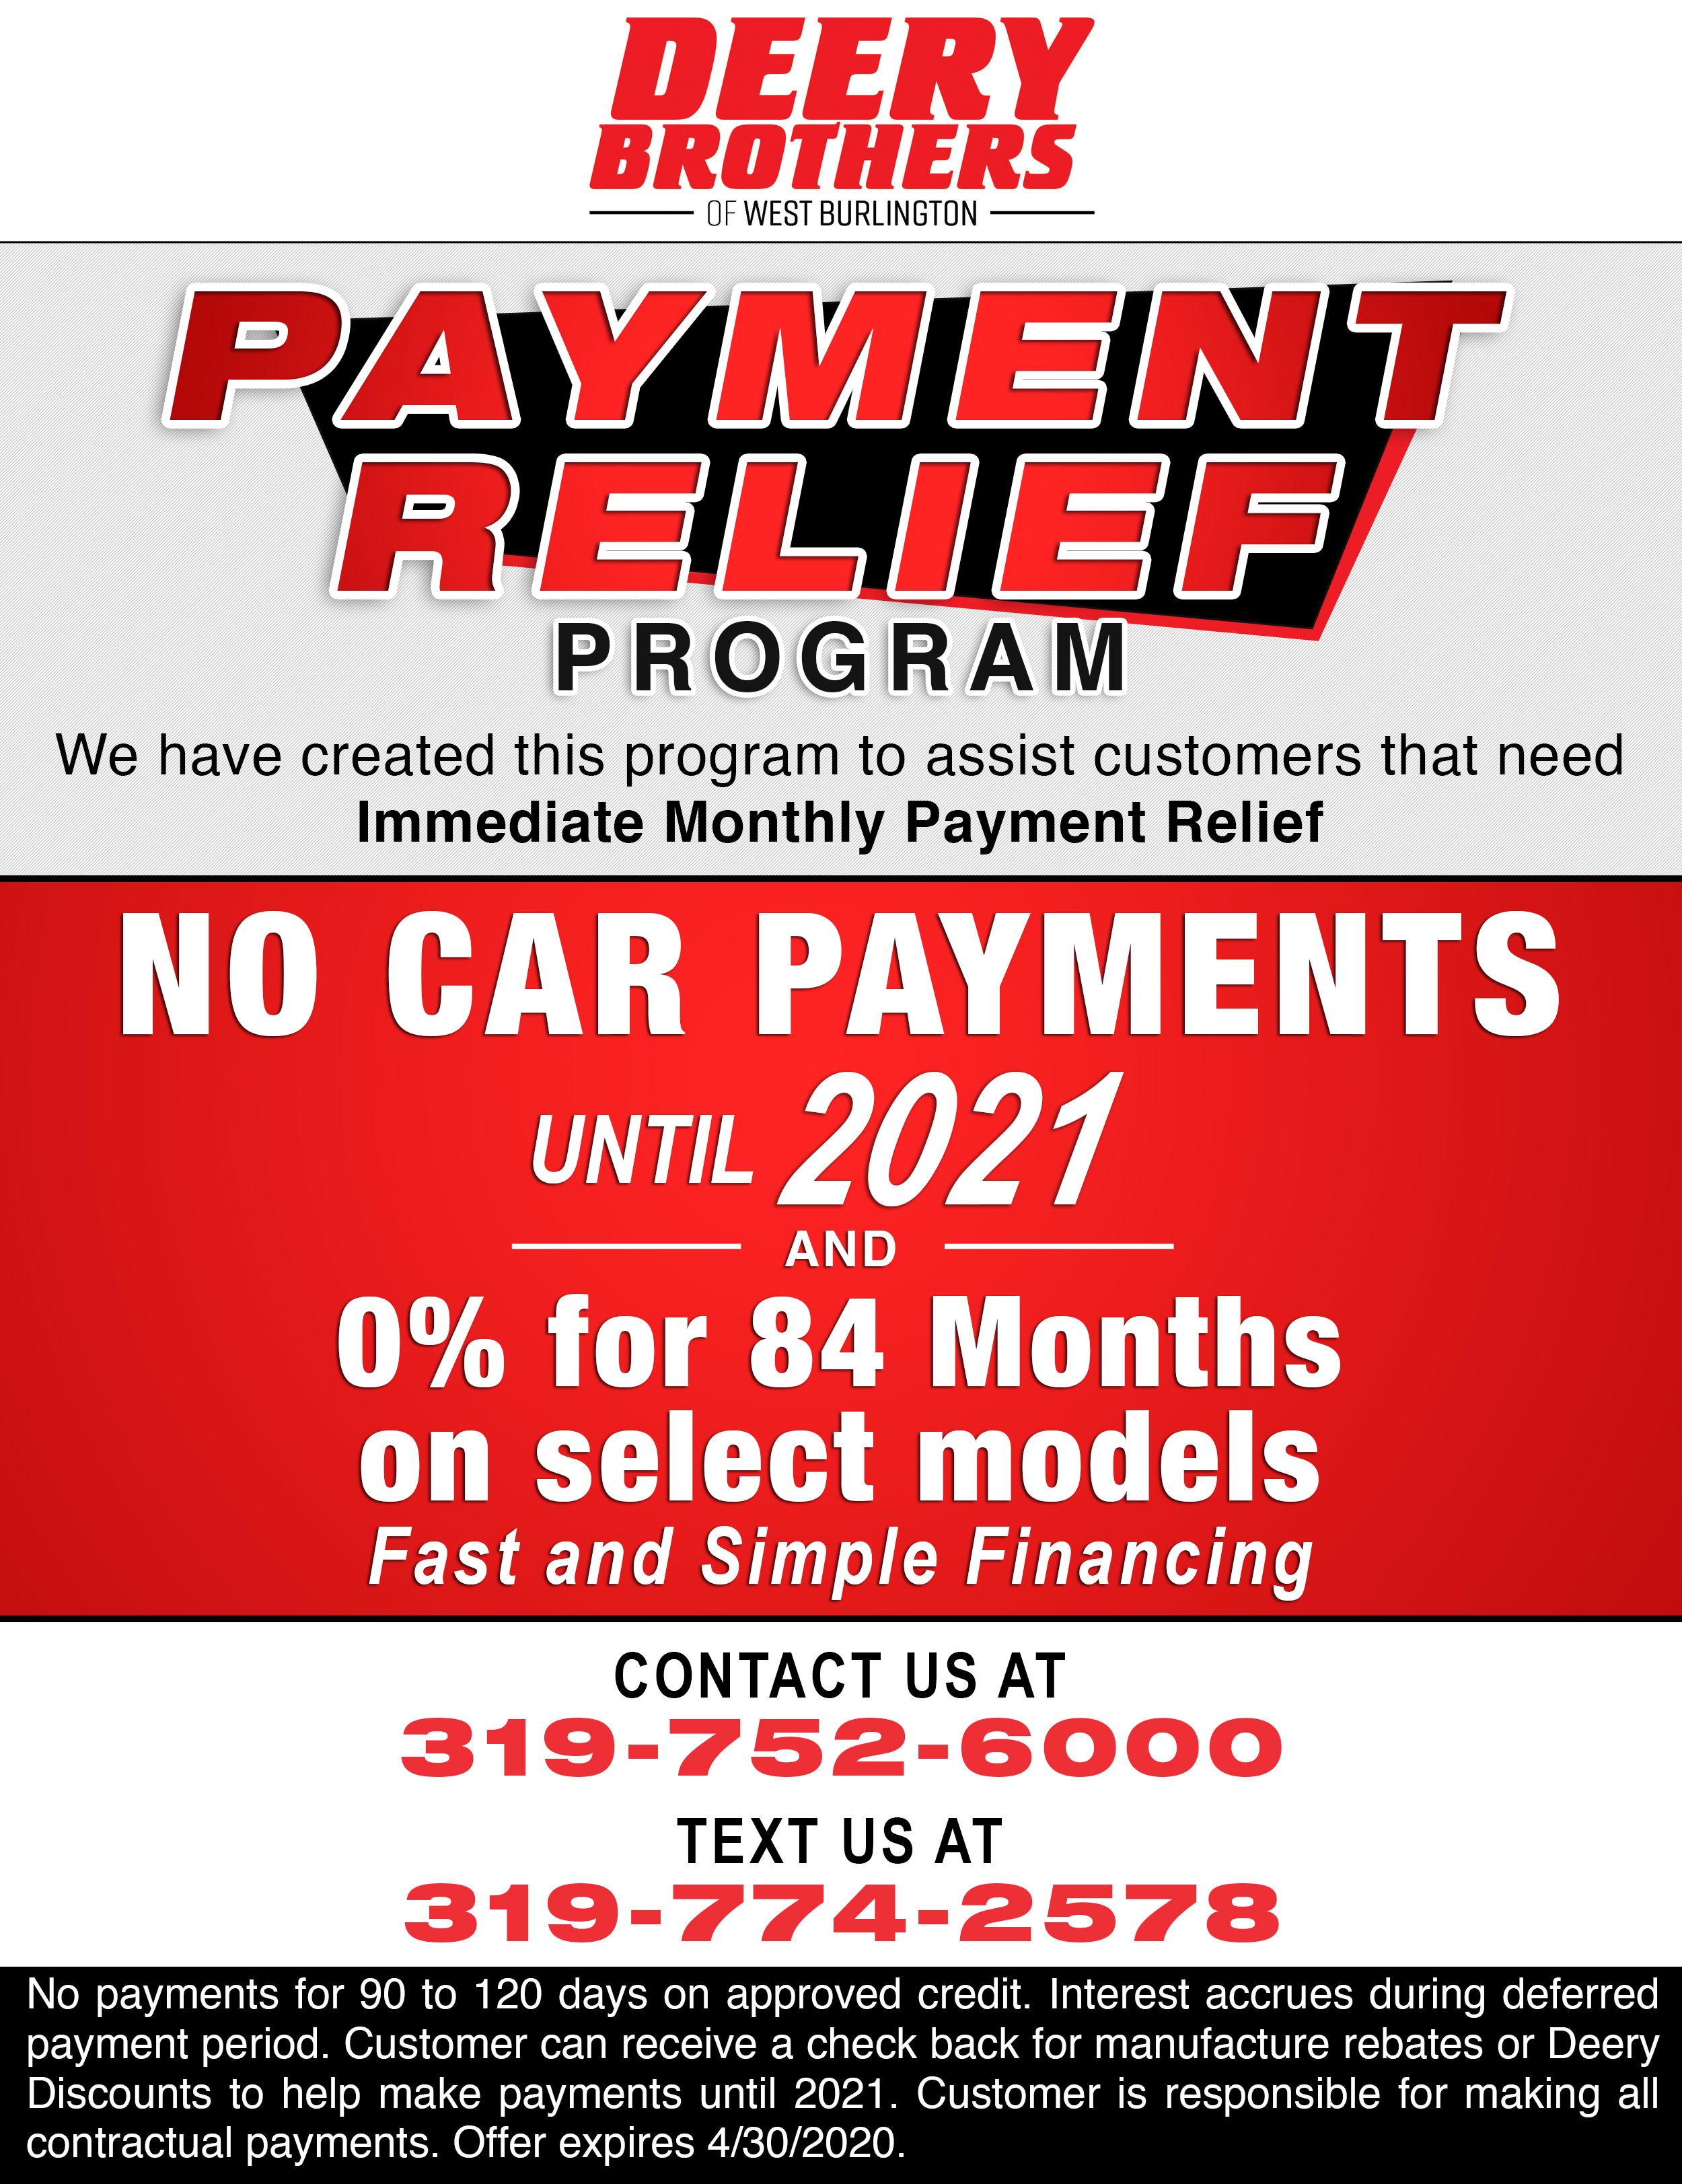 DEERY
BROTHERS
OF WEST BURLINGTON
PAYMENT
RELIEF
PROGRAM
We have created this program to assist customers that need
Immediate Monthly Payment Relief
NO CAR PAYMENTS
UNTIL 2021
AND
0% for 84 Months
on select models
Fast and Simple Financing
CONTACT US AT
319-752-6000
TEXT US AT
319-774-2578
No payments for 90 to 120 days on approved credit. Interest accrues during deferred
payment period. Customer can receive a check back for manufacture rebates or Deery
Discounts to help make payments until 2021. Customer is responsible for making all
contractual payments. Offer expires 4/30/2020.